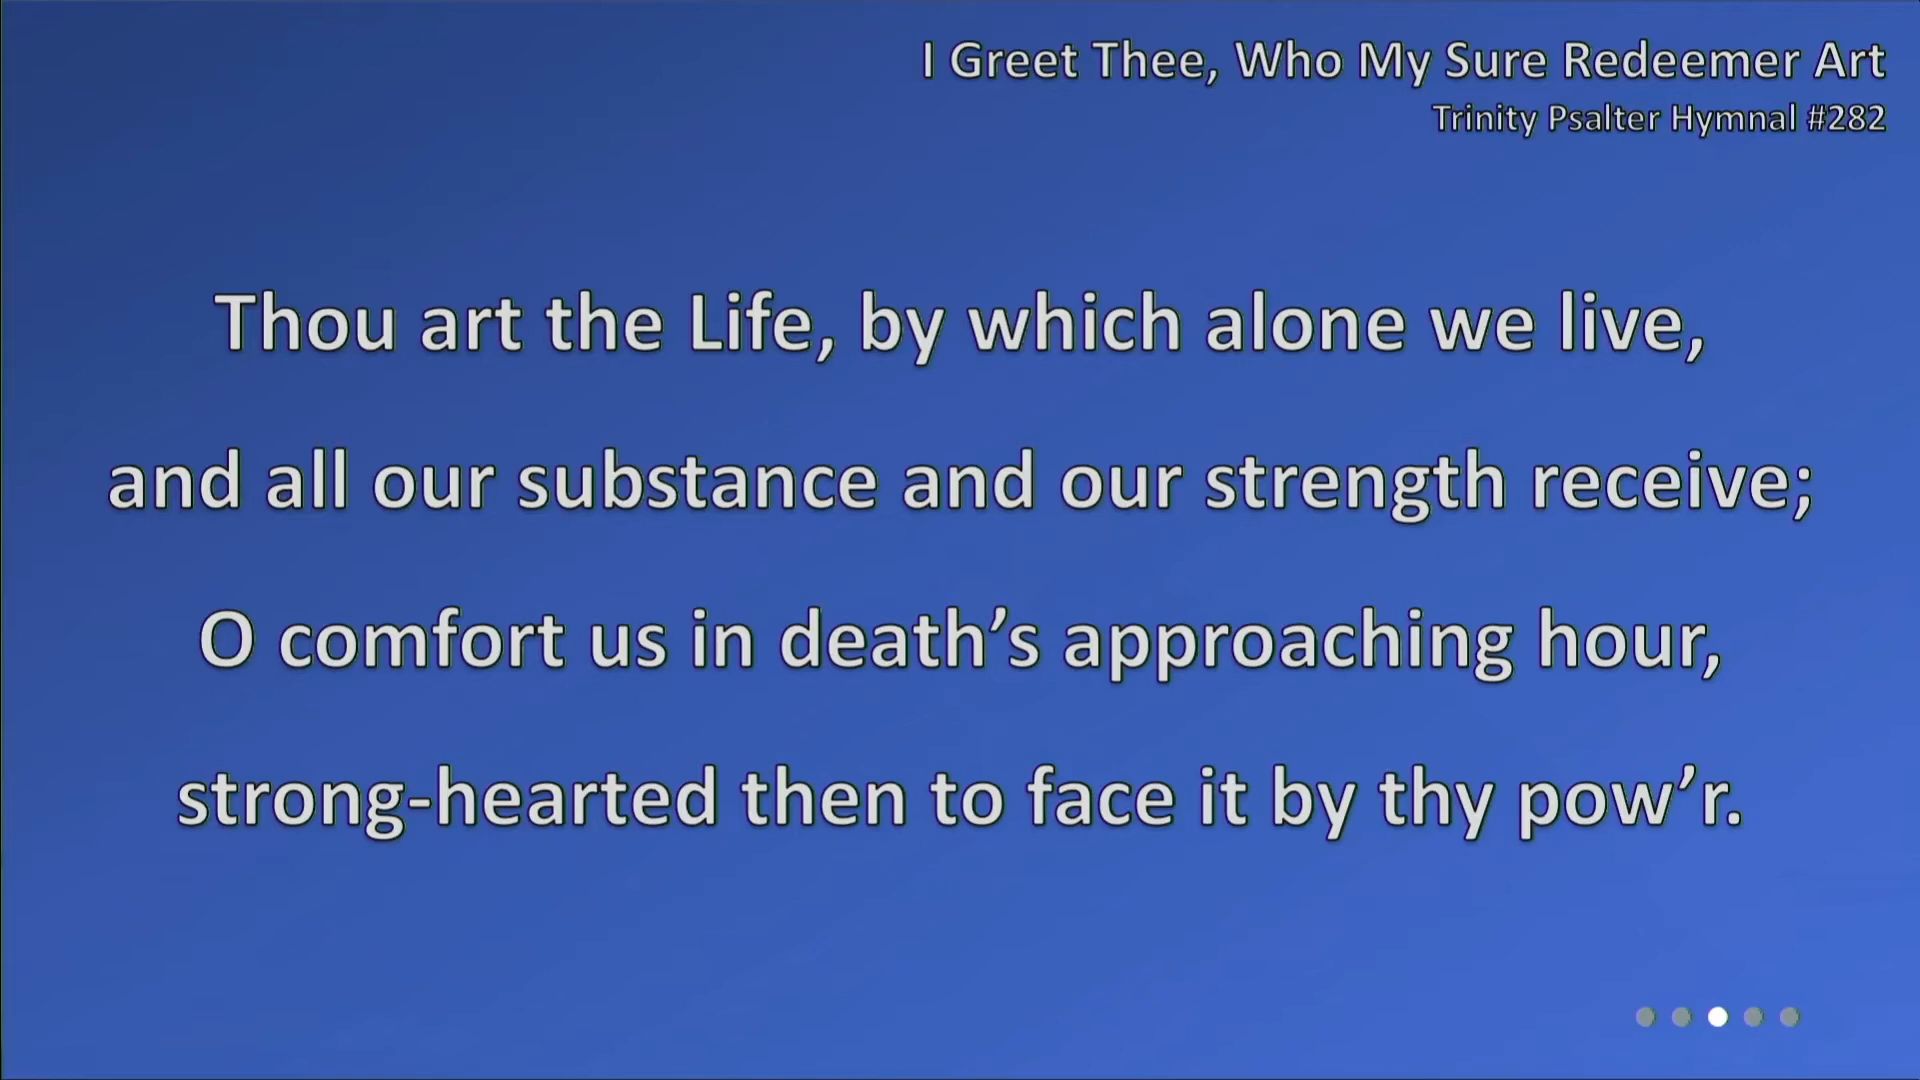 I Greet Thee, Who My Sure Redeemer Art
Trinity Psalter Hymnal #282
Thou art the Life, by which alone we live,
and all our substance and our strength receive;
O comfort us in death’s approaching hour,
strong-hearted then to face it by thy pow’r.